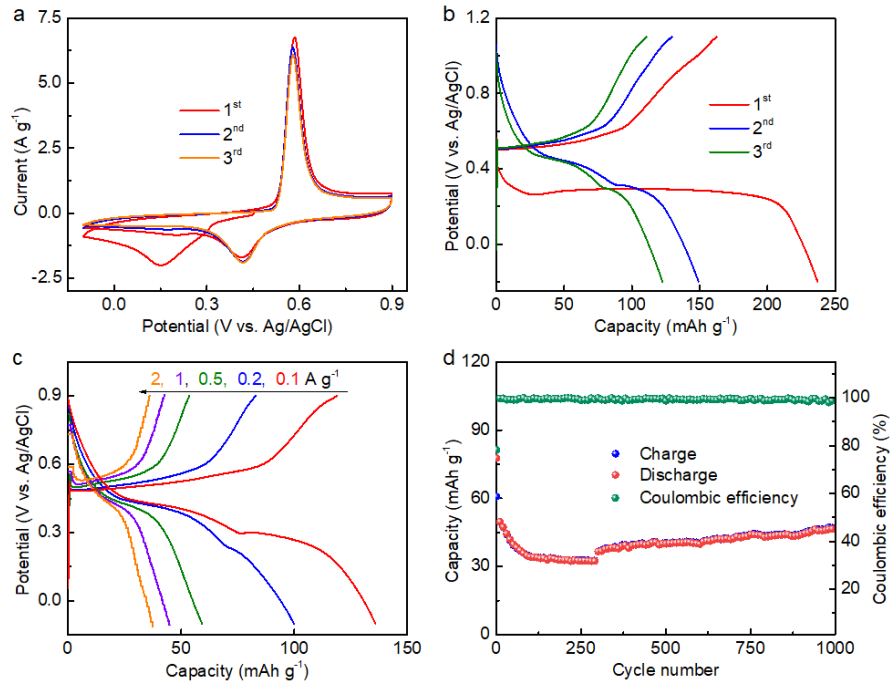 a
7.5
5.0
2.5
0.0
-2.5
Current (A g⁻¹)
1ˢᵗ
2ⁿᵈ
3ʳᵈ
0.0 0.3 0.6 0.9
Potential (V vs. Ag/AgCl)
b
1.2
0.8
0.4
0.0
Potential (V vs. Ag/AgCl)
1ˢᵗ
2ⁿᵈ
3ʳᵈ
0 50 100 150 200 250
Capacity (mAh g⁻¹)
c
0.9
0.6
0.3
0.0
Potential (V vs. Ag/AgCl)
2, 1, 0.5, 0.2, 0.1 A g⁻¹
0 50 100 150
Capacity (mAh g⁻¹)
d
120
90
60
30
0
Capacity (mAh g⁻¹)
Charge
Discharge
Coulombic efficiency
100
80
60
40
20
Coulombic efficiency (%)
0 250 500 750 1000
Cycle number